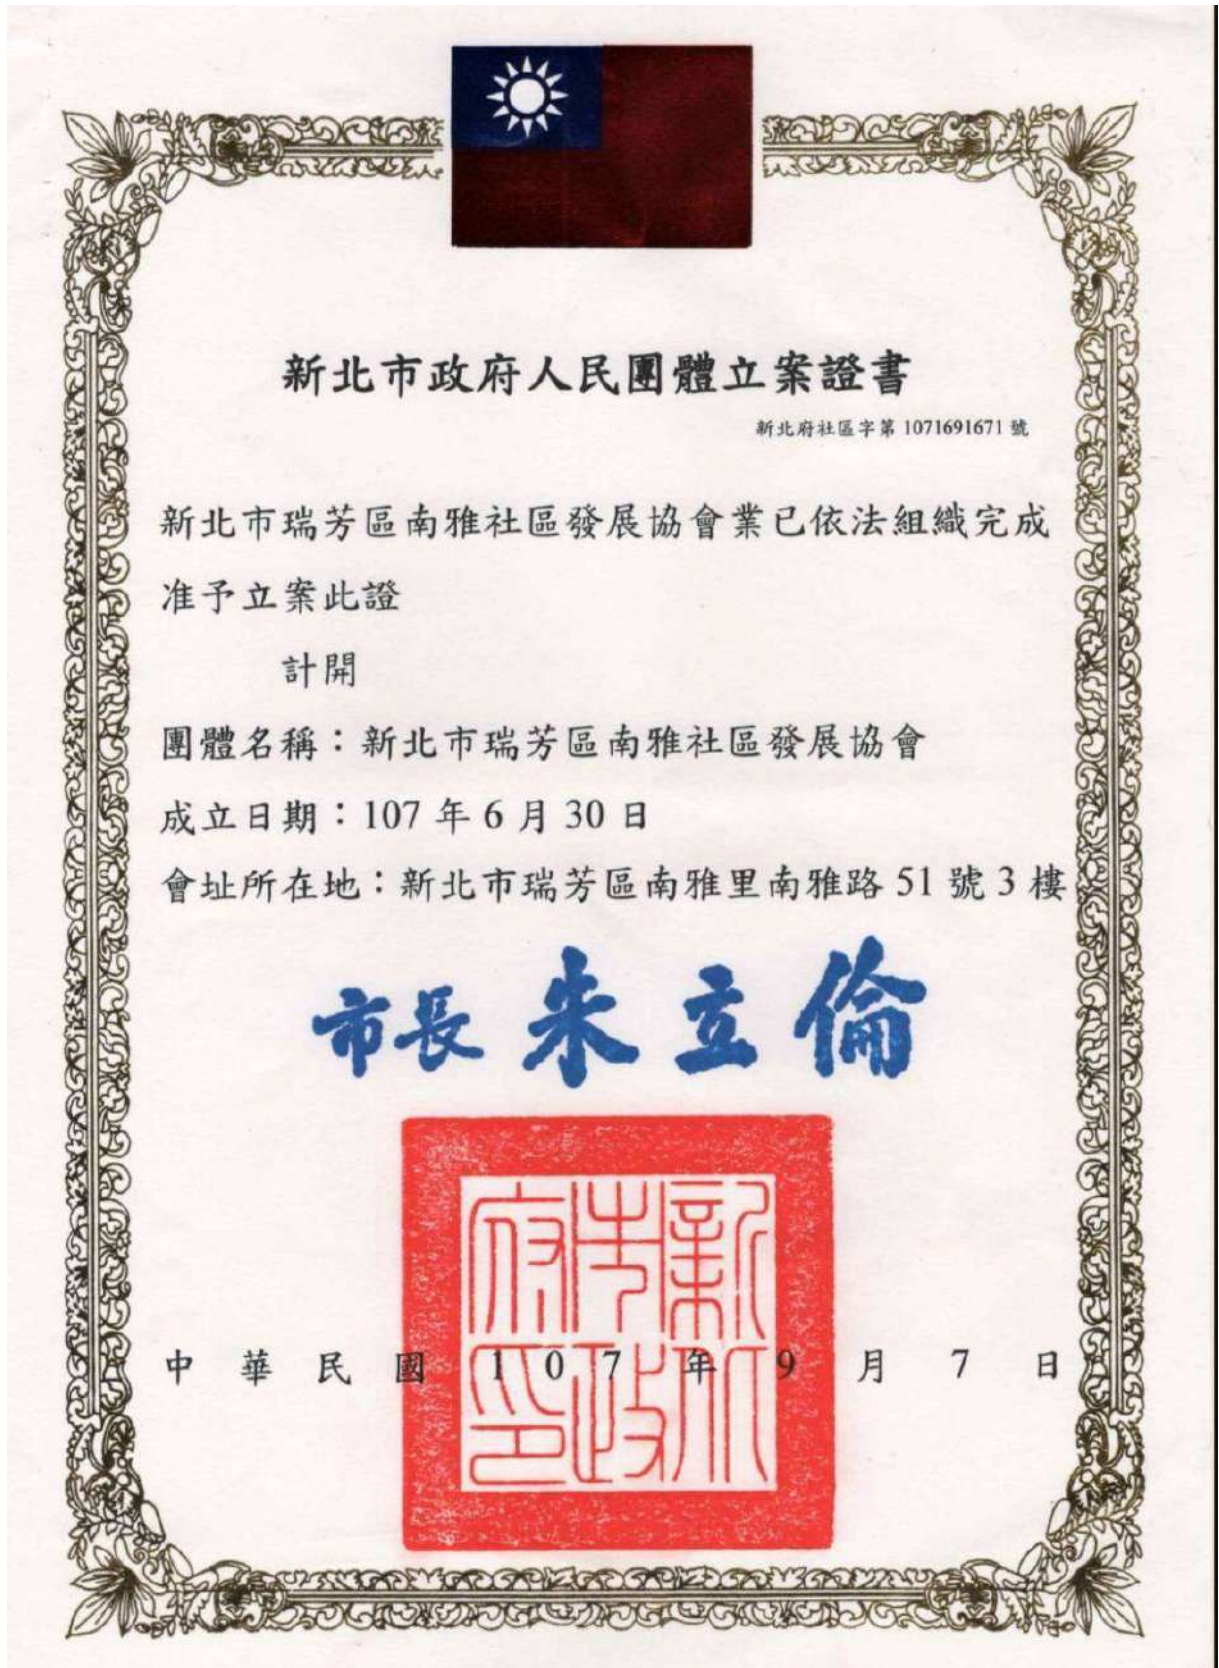 新北市政府人民團體立案證書
新北府社區字第 1071691671 號
新北市瑞芳區南雅社區發展協會業已依法組織完成
准予立案此證
計開
團體名稱：新北市瑞芳區南雅社區發展協會
成立日期：107 年 6 月 30 日
會址所在地：新北市瑞芳區南雅里南雅路 51 號 3 樓
市長 朱立倫
新北市政府印
中華民國 107 年 9 月 7 日